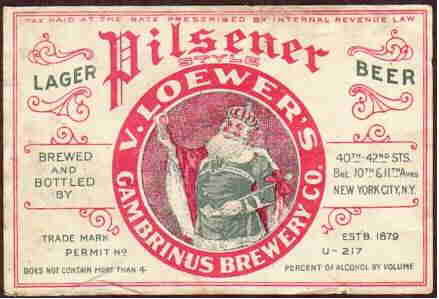 TAX PAID AT THE RATE PRESCRIBED BY INTERNAL REVENUE LAW
Pilsener
STYLE
LAGER
BEER
V. LOEWER'S
GAMBRINUS BREWERY CO.
BREWED
AND
BOTTLED
BY
40TH-42ND STS.
Bet. 10TH & 11TH Aves
NEW YORK CITY, N.Y.
TRADE MARK
PERMIT No
DOES NOT CONTAIN MORE THAN 4
ESTB. 1879
U-217
PERCENT OF ALCOHOL BY VOLUME